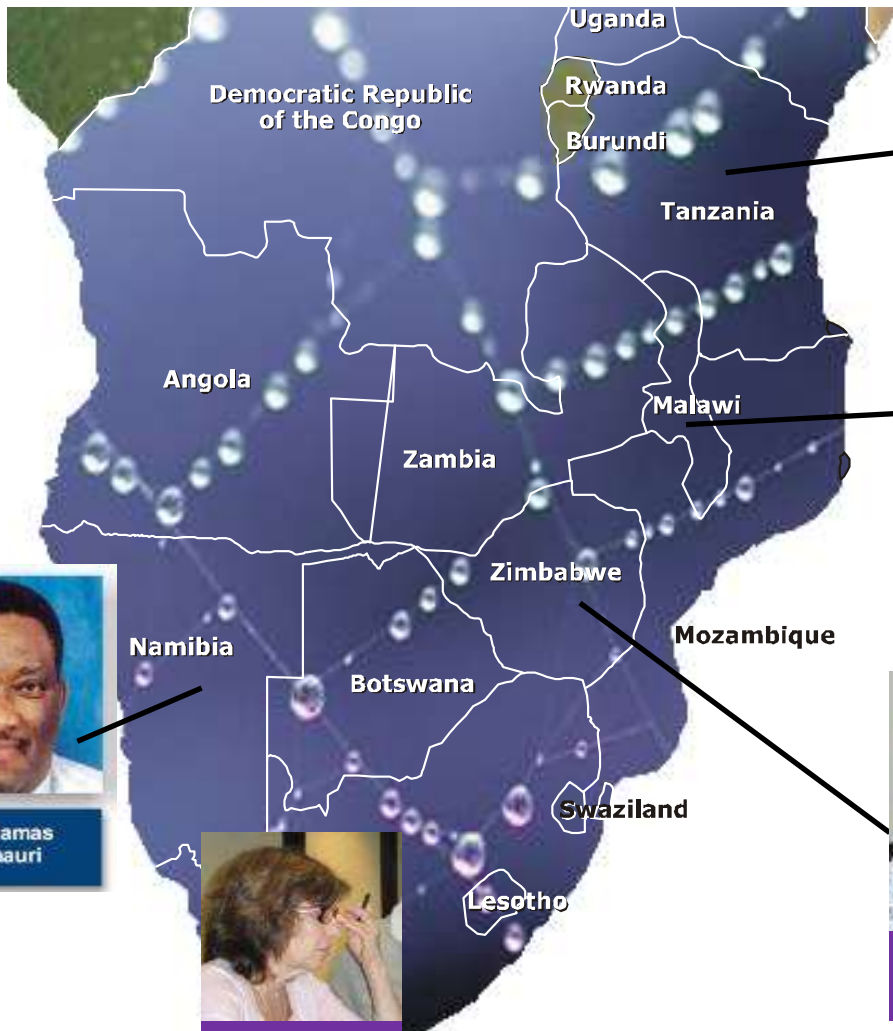 Uganda
Rwanda
Democratic Republic
of the Congo
Burundi
Tanzania
Angola
Malawi
Zambia
Zimbabwe
Namibia
Mozambique
Botswana
Swaziland
Lesotho